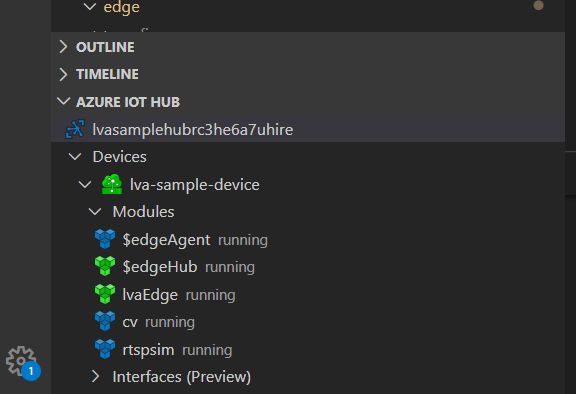 edge
OUTLINE
TIMELINE
AZURE IOT HUB
lvasamplehubrc3he6a7uhire
Devices
lva-sample-device
Modules
$edgeAgent running
$edgeHub running
lvaEdge running
cv running
rtspsim running
Interfaces (Preview)
1